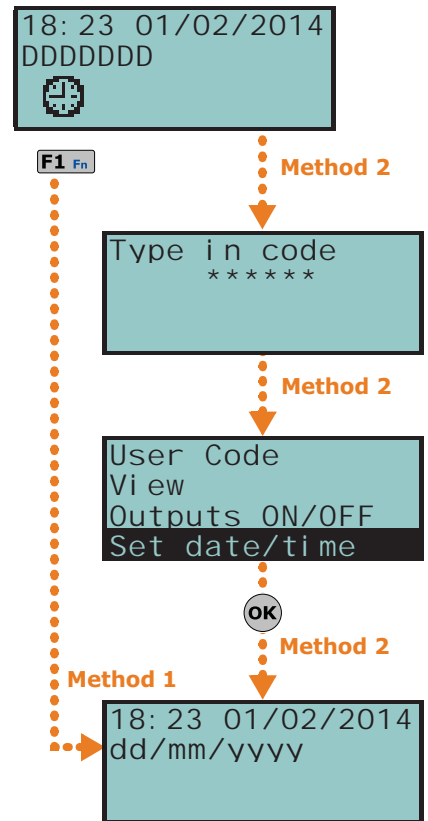 18:23 01/02/2014
DDDDDDD
F1 Fn
Method 2
Type in code
******
Method 2
User Code
View
Outputs ON/OFF
Set date/time
OK
Method 2
Method 1
18:23 01/02/2014
dd/mm/yyyy